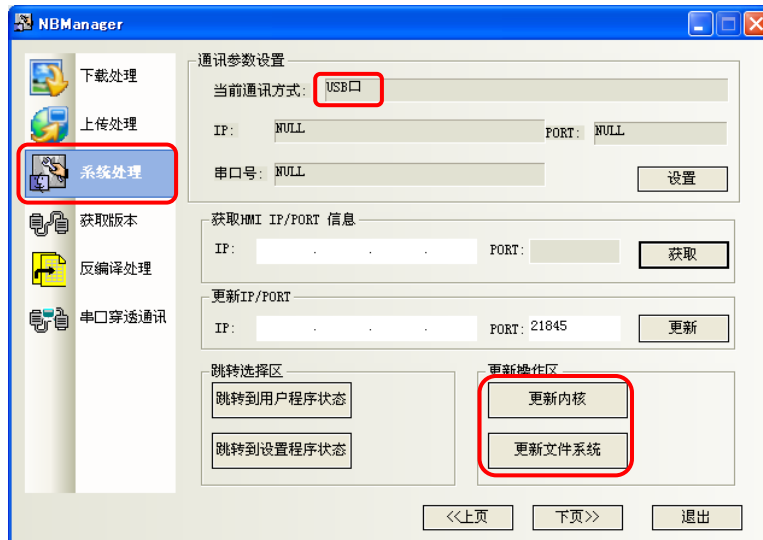 NBManager
下载处理
上传处理
系统处理
获取版本
反编译处理
串口穿透通讯
通讯参数设置
当前通讯方式: USB口
IP: NULL PORT: NULL
串口号: NULL 设置
获取HMI IP/PORT 信息
IP: . . . PORT: 获取
更新IP/PORT
IP: . . . PORT: 21845 更新
跳转选择区
跳转到用户程序状态
跳转到设置程序状态
更新操作区
更新内核
更新文件系统
<<上页 下页>> 退出